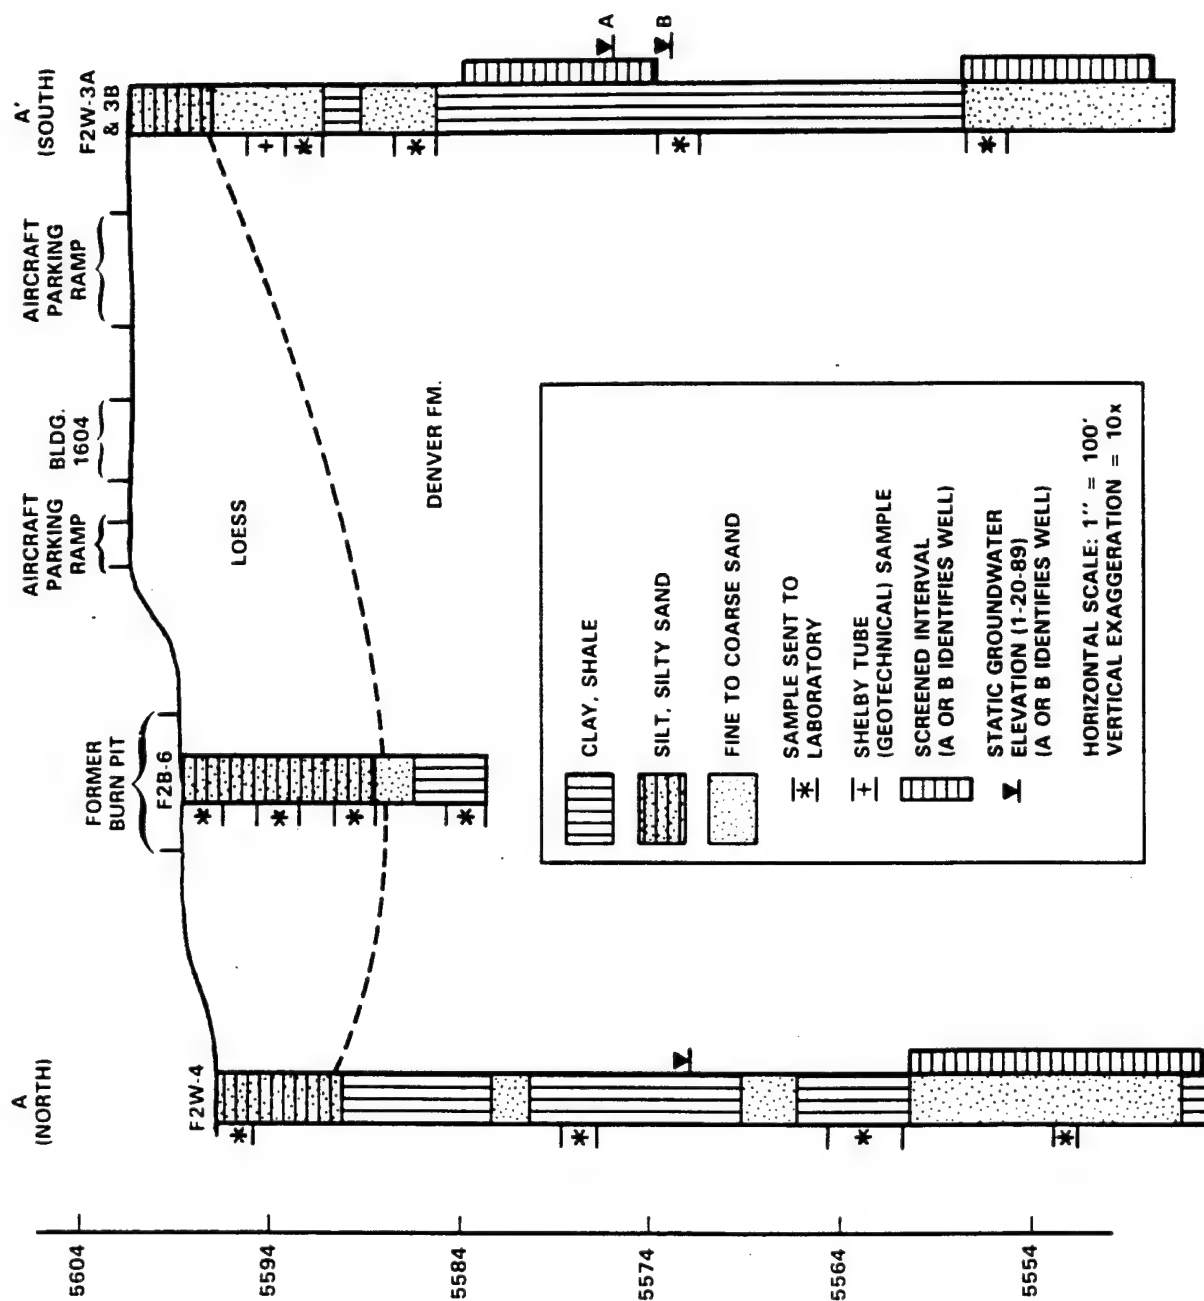 A
(NORTH)
A'
(SOUTH)
F2W-4
FORMER
BURN PIT
F2B-6
AIRCRAFT
PARKING
RAMP
BLDG.
1604
AIRCRAFT
PARKING
RAMP
F2W-3A
& 3B
5604
5594
5584
5574
5564
5554
LOESS
DENVER FM.
A
B
CLAY, SHALE
SILT, SILTY SAND
FINE TO COARSE SAND
SAMPLE SENT TO
LABORATORY
SHELBY TUBE
(GEOTECHNICAL) SAMPLE
SCREENED INTERVAL
(A OR B IDENTIFIES WELL)
STATIC GROUNDWATER
ELEVATION (1-20-89)
(A OR B IDENTIFIES WELL)
HORIZONTAL SCALE: 1'' = 100'
VERTICAL EXAGGERATION = 10x